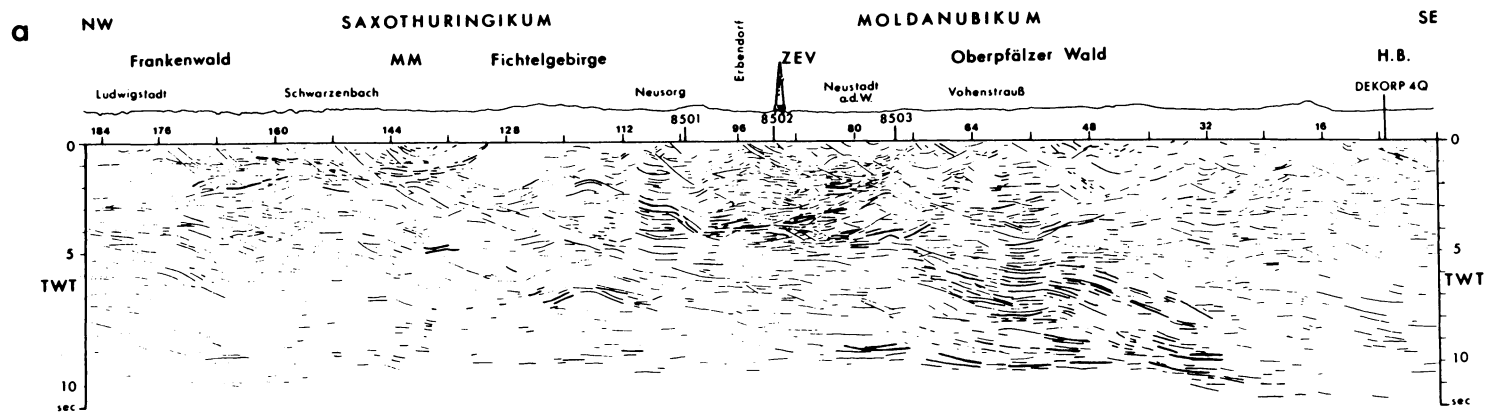 a
NW SAXOTHURINGIKUM MOLDANUBIKUM SE
Erbendorf
Frankenwald MM Fichtelgebirge ZEV Oberpfälzer Wald H.B.
Ludwigstadt Schwarzenbach Neusorg Neustadt a.d.W. Vohenstrauß DEKORP 4Q
8501 8502 8503
184 176 160 144 128 112 96 80 64 48 32 16
0 0
5 5
TWT TWT
10 10
sec sec